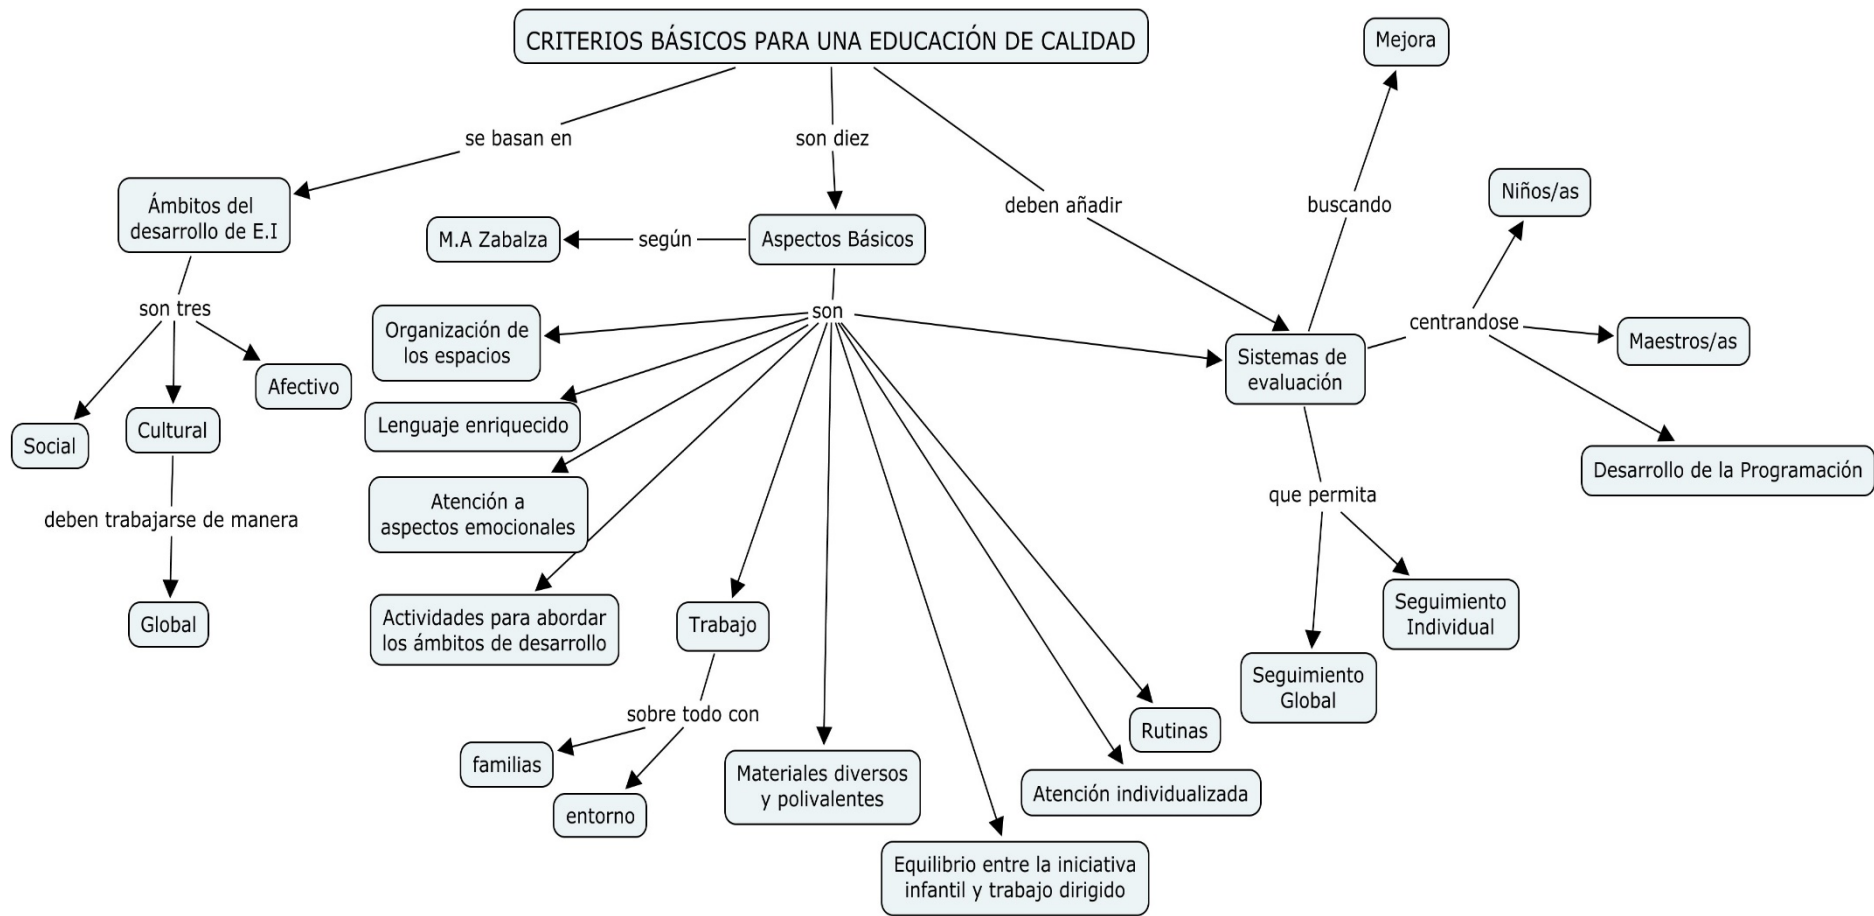 CRITERIOS BÁSICOS PARA UNA EDUCACIÓN DE CALIDAD
Mejora
se basan en
son diez
deben añadir
buscando
Niños/as
Ámbitos del
desarrollo de E.I
M.A Zabalza
según
Aspectos Básicos
son tres
son
Organización de
los espacios
centrandose
Maestros/as
Sistemas de
evaluación
Afectivo
Social
Cultural
Lenguaje enriquecido
Desarrollo de la Programación
Atención a
aspectos emocionales
que permita
deben trabajarse de manera
Global
Actividades para abordar
los ámbitos de desarrollo
Trabajo
Seguimiento
Individual
Seguimiento
Global
sobre todo con
Rutinas
familias
entorno
Materiales diversos
y polivalentes
Atención individualizada
Equilibrio entre la iniciativa
infantil y trabajo dirigido